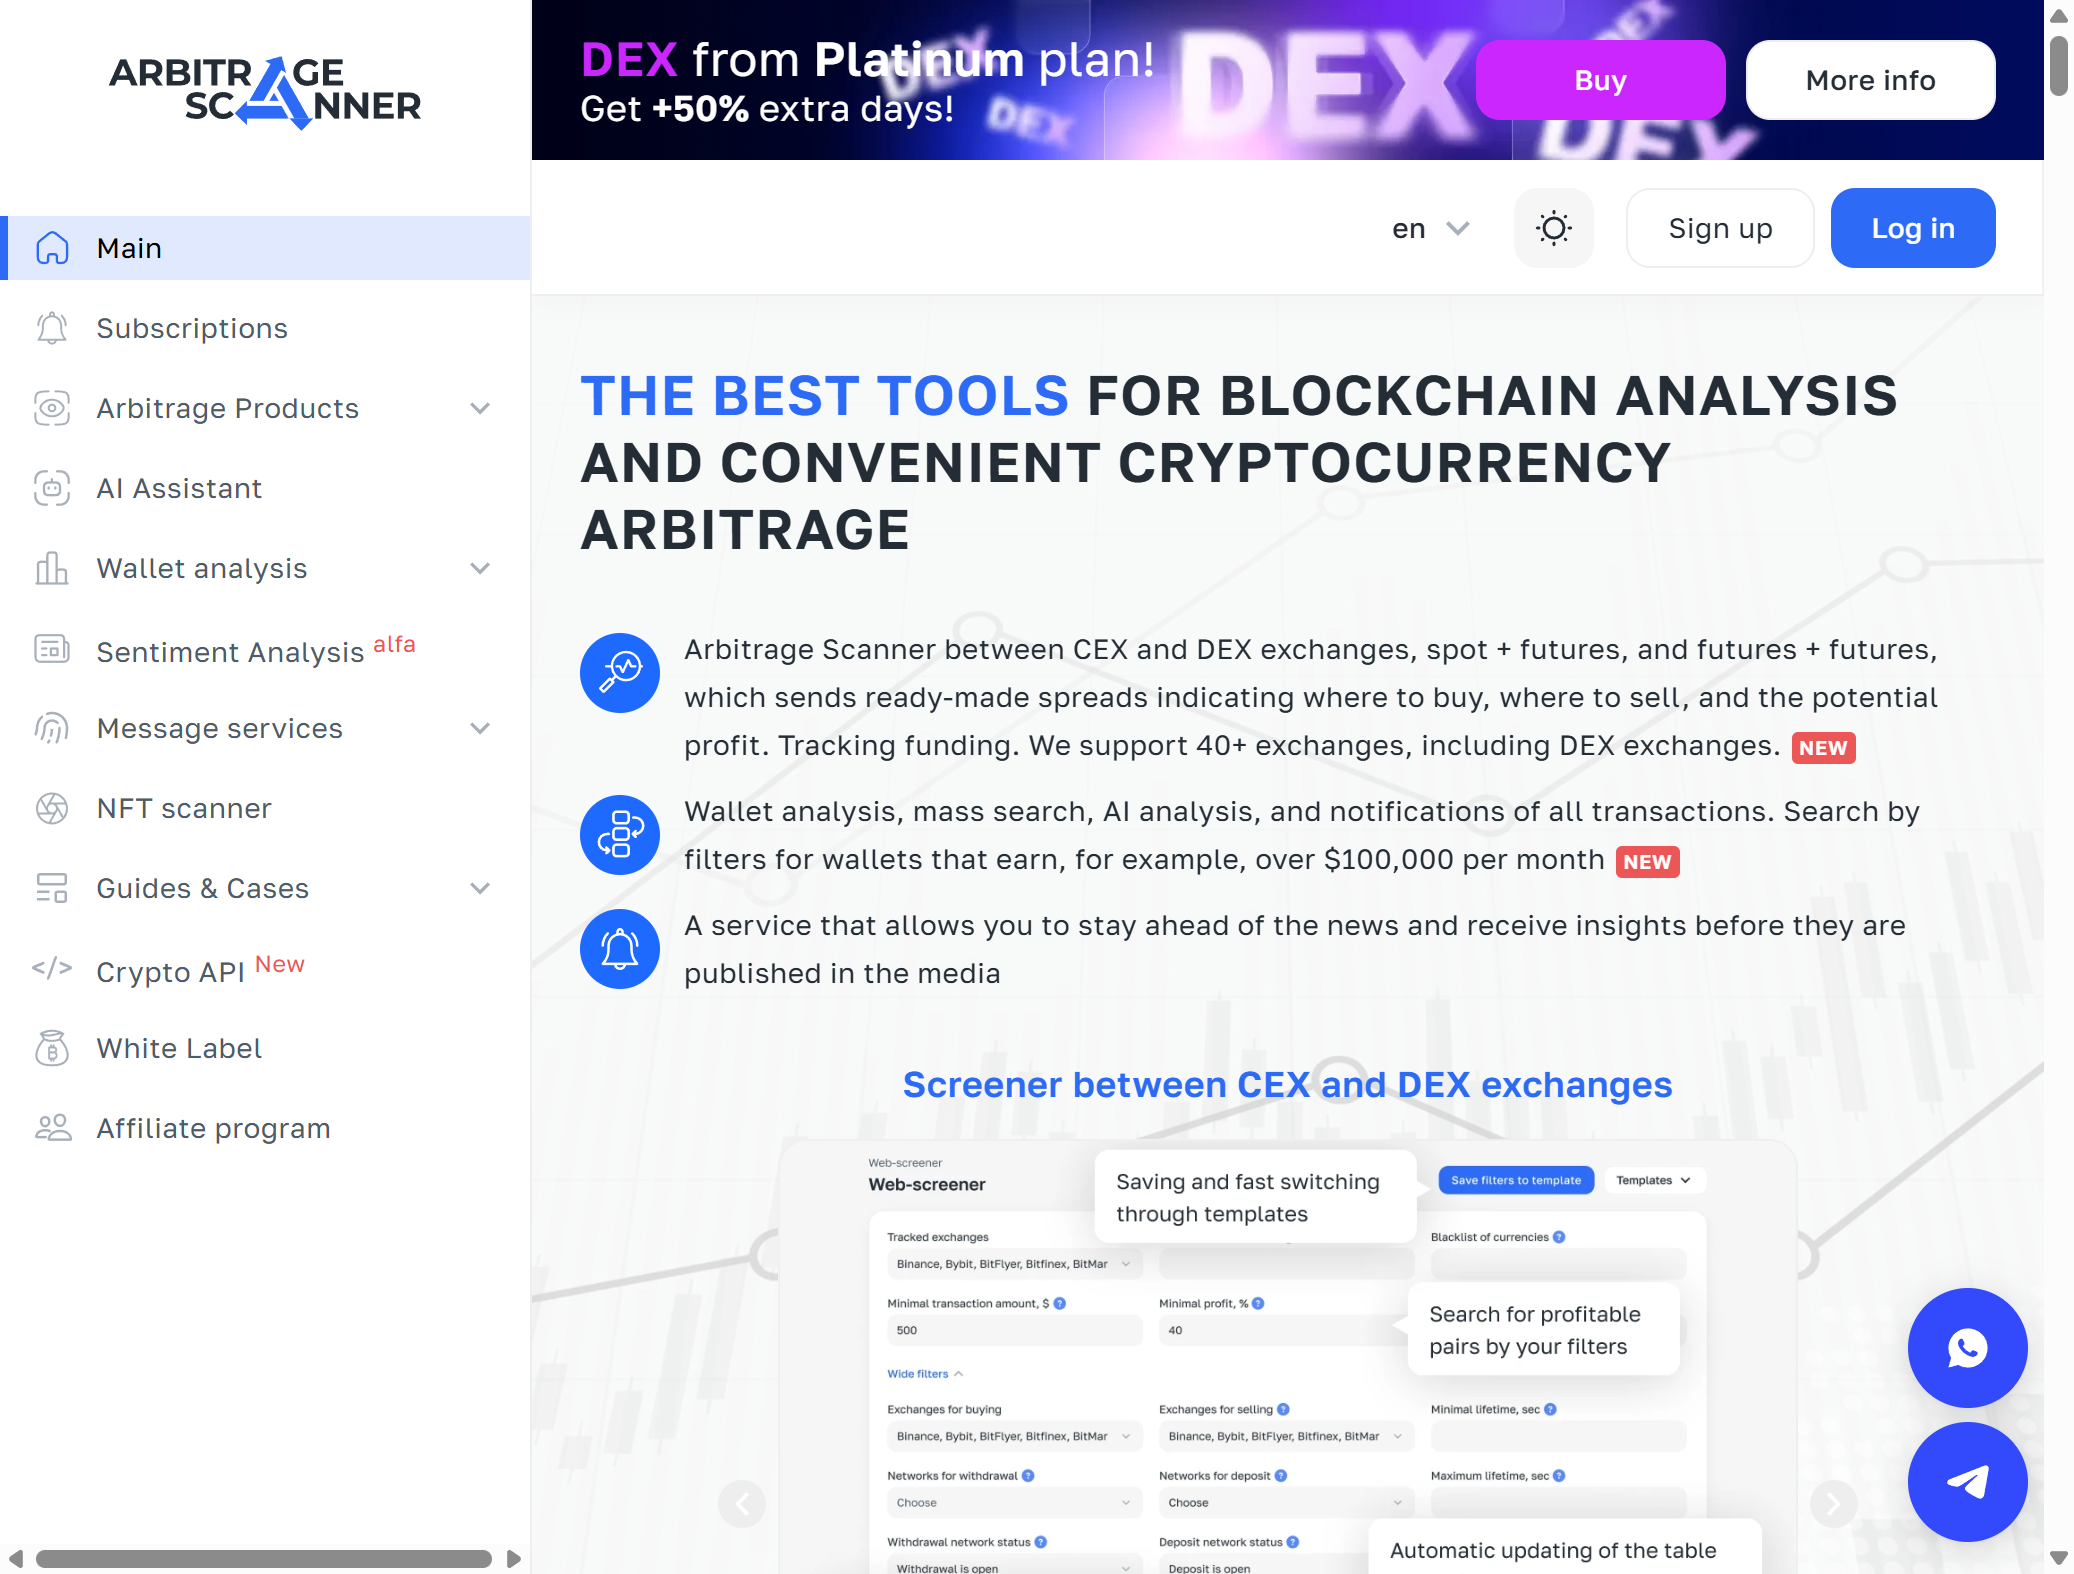 ARBITRAGE
SCANNER
Main
Subscriptions
Arbitrage Products
AI Assistant
Wallet analysis
Sentiment Analysis alfa
Message services
NFT scanner
Guides & Cases
Crypto API New
White Label
Affiliate program
DEX from Platinum plan!
Get +50% extra days!
DEX
DEX
DEX
DEX
DEX
Buy
More info
en
Sign up
Log in
THE BEST TOOLS FOR BLOCKCHAIN ANALYSIS
AND CONVENIENT CRYPTOCURRENCY
ARBITRAGE
Arbitrage Scanner between CEX and DEX exchanges, spot + futures, and futures + futures,
which sends ready-made spreads indicating where to buy, where to sell, and the potential
profit. Tracking funding. We support 40+ exchanges, including DEX exchanges. NEW
Wallet analysis, mass search, AI analysis, and notifications of all transactions. Search by
filters for wallets that earn, for example, over $100,000 per month NEW
A service that allows you to stay ahead of the news and receive insights before they are
published in the media
Screener between CEX and DEX exchanges
Web-screener
Web-screener
Saving and fast switching
through templates
Save filters to template
Templates
Tracked exchanges
Blacklist of currencies ?
Binance, Bybit, BitFlyer, Bitfinex, BitMar
Minimal transaction amount, $ ?
Minimal profit, % ?
500
40
Search for profitable
pairs by your filters
Wide filters
Exchanges for buying
Exchanges for selling ?
Minimal lifetime, sec ?
Binance, Bybit, BitFlyer, Bitfinex, BitMar
Binance, Bybit, BitFlyer, Bitfinex, BitMar
Networks for withdrawal ?
Networks for deposit ?
Maximum lifetime, sec ?
Choose
Choose
Withdrawal network status ?
Deposit network status ?
Automatic updating of the table
Withdrawal is open
Deposit is open